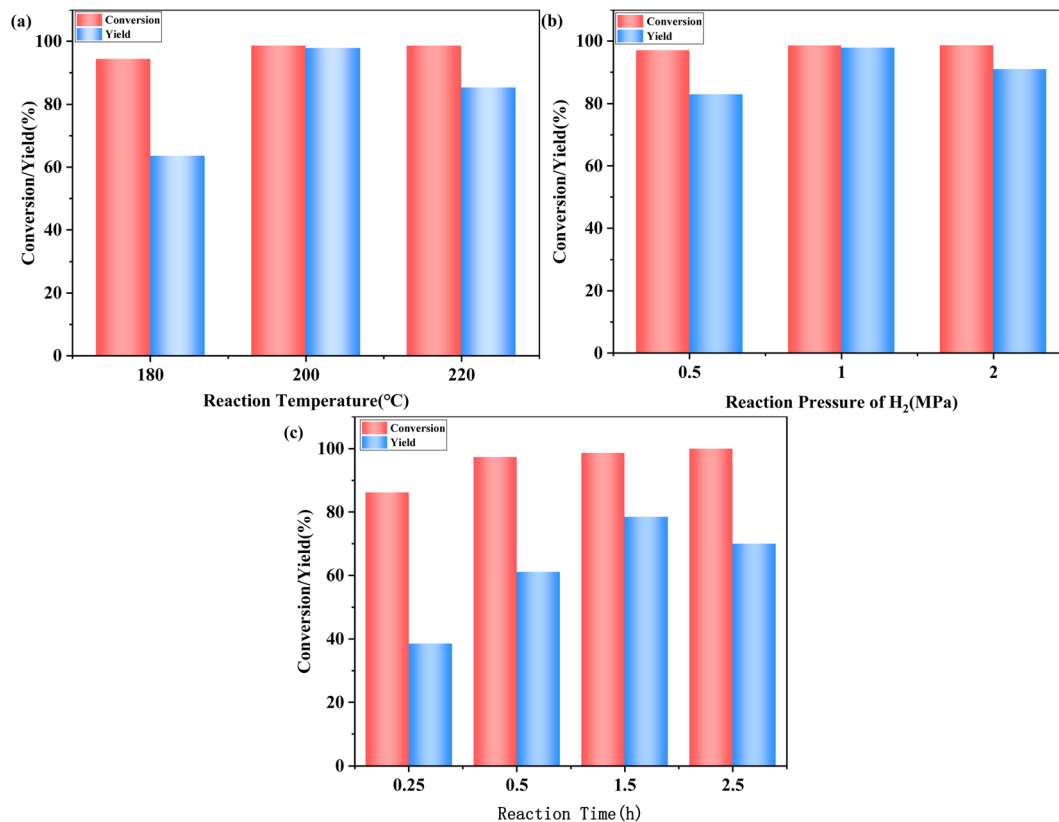 (a)
Conversion
Yield
100
80
60
40
20
0
Conversion/Yield(%)
180
200
220
Reaction Temperature(℃)
(b)
Conversion
Yield
100
80
60
40
20
0
Conversion/Yield(%)
0.5
1
2
Reaction Pressure of H₂(MPa)
(c)
Conversion
Yield
100
80
60
40
20
0
Conversion/Yield(%)
0.25
0.5
1.5
2.5
Reaction Time(h)